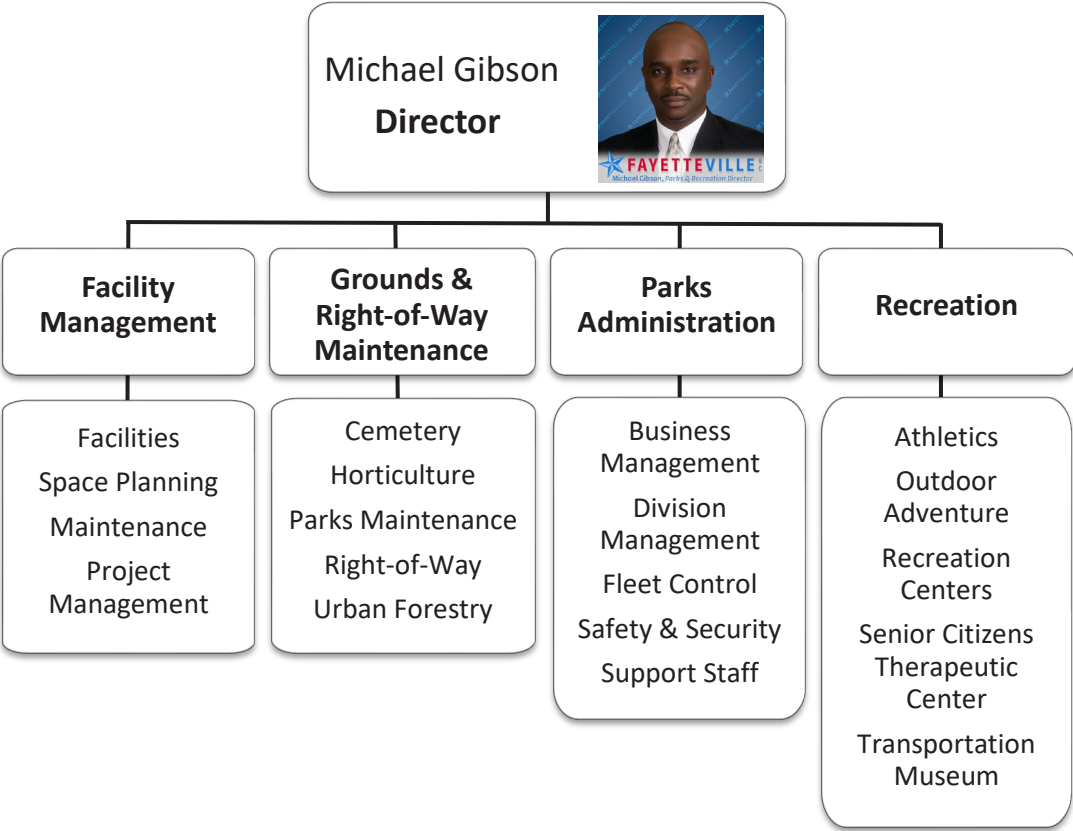 Michael Gibson
Director
FAYETTEVILLE
Michael Gibson, Parks & Recreation Director
Facility
Management
Grounds &
Right-of-Way
Maintenance
Parks
Administration
Recreation
Facilities
Space Planning
Maintenance
Project
Management
Cemetery
Horticulture
Parks Maintenance
Right-of-Way
Urban Forestry
Business
Management
Division
Management
Fleet Control
Safety & Security
Support Staff
Athletics
Outdoor
Adventure
Recreation
Centers
Senior Citizens
Therapeutic
Center
Transportation
Museum